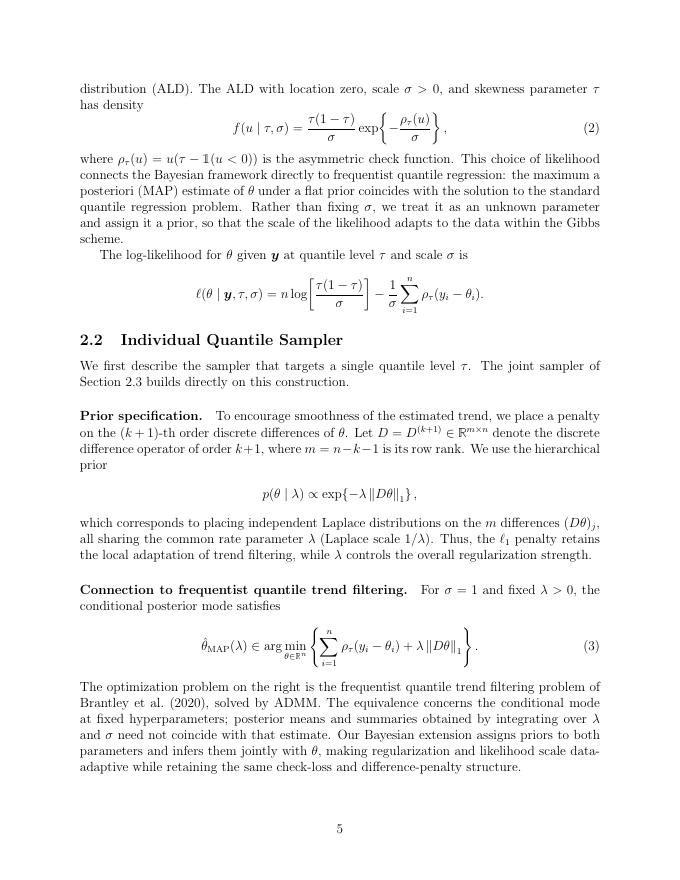 distribution (ALD). The ALD with location zero, scale σ > 0, and skewness parameter τ
has density
f(u | τ, σ) = τ(1 − τ)/σ exp{−ρτ(u)/σ} , (2)
where ρτ(u) = u(τ − 𝟙(u < 0)) is the asymmetric check function. This choice of likelihood
connects the Bayesian framework directly to frequentist quantile regression: the maximum a
posteriori (MAP) estimate of θ under a flat prior coincides with the solution to the standard
quantile regression problem. Rather than fixing σ, we treat it as an unknown parameter
and assign it a prior, so that the scale of the likelihood adapts to the data within the Gibbs
scheme.
The log-likelihood for θ given y at quantile level τ and scale σ is
ℓ(θ | y, τ, σ) = n log[τ(1 − τ)/σ] − 1/σ ∑_{i=1}^{n} ρτ(yi − θi).
2.2 Individual Quantile Sampler
We first describe the sampler that targets a single quantile level τ. The joint sampler of
Section 2.3 builds directly on this construction.
Prior specification. To encourage smoothness of the estimated trend, we place a penalty
on the (k + 1)-th order discrete differences of θ. Let D = D^(k+1) ∈ ℝ^{m×n} denote the discrete
difference operator of order k+1, where m = n−k−1 is its row rank. We use the hierarchical
prior
p(θ | λ) ∝ exp{−λ ‖Dθ‖₁} ,
which corresponds to placing independent Laplace distributions on the m differences (Dθ)j,
all sharing the common rate parameter λ (Laplace scale 1/λ). Thus, the ℓ₁ penalty retains
the local adaptation of trend filtering, while λ controls the overall regularization strength.
Connection to frequentist quantile trend filtering. For σ = 1 and fixed λ > 0, the
conditional posterior mode satisfies
θ̂MAP(λ) ∈ arg min_{θ∈ℝⁿ} {∑_{i=1}^{n} ρτ(yi − θi) + λ ‖Dθ‖₁} . (3)
The optimization problem on the right is the frequentist quantile trend filtering problem of
Brantley et al. (2020), solved by ADMM. The equivalence concerns the conditional mode
at fixed hyperparameters; posterior means and summaries obtained by integrating over λ
and σ need not coincide with that estimate. Our Bayesian extension assigns priors to both
parameters and infers them jointly with θ, making regularization and likelihood scale data-
adaptive while retaining the same check-loss and difference-penalty structure.
5